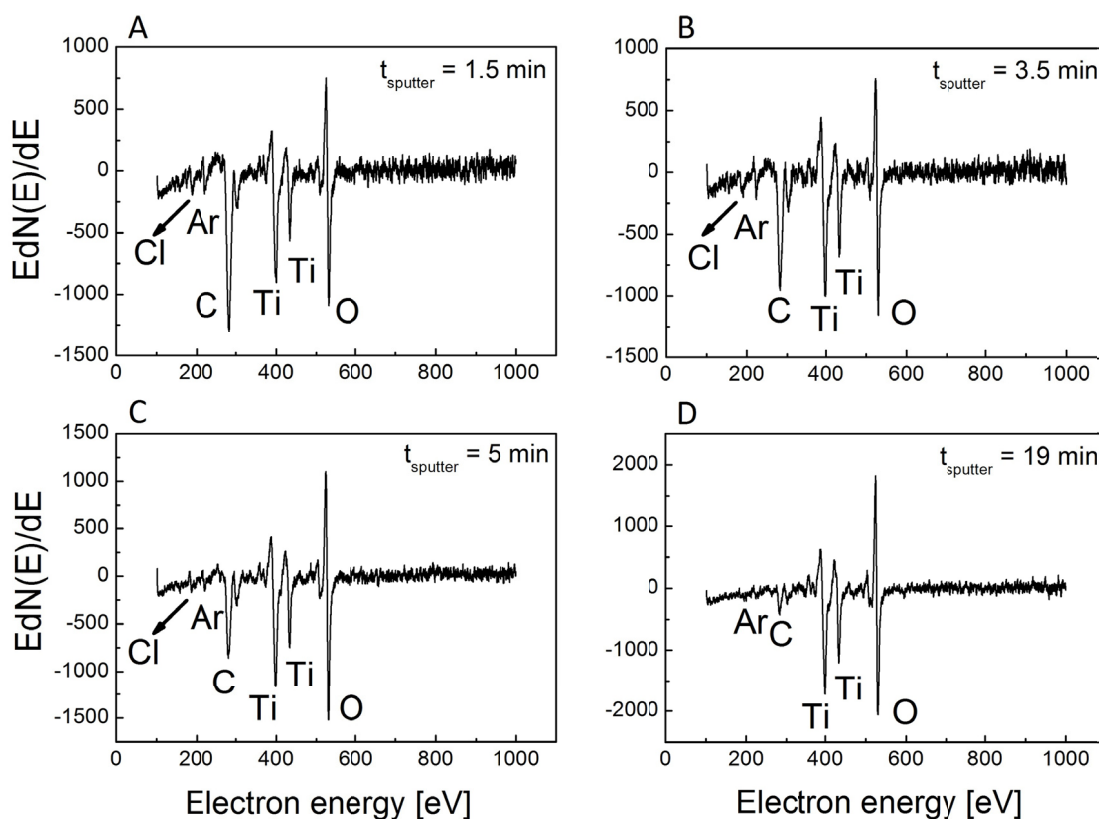 A
t_sputter = 1.5 min
1000
500
0
-500
-1000
-1500
EdN(E)/dE
Cl
Ar
C
Ti
Ti
O
0 200 400 600 800 1000
B
t_sputter = 3.5 min
1000
500
0
-500
-1000
-1500
Cl
Ar
C
Ti
Ti
O
0 200 400 600 800 1000
C
t_sputter = 5 min
1500
1000
500
0
-500
-1000
-1500
EdN(E)/dE
Cl
Ar
C
Ti
Ti
O
0 200 400 600 800 1000
Electron energy [eV]
D
t_sputter = 19 min
2000
1000
0
-1000
-2000
Ar
C
Ti
Ti
O
0 200 400 600 800 1000
Electron energy [eV]